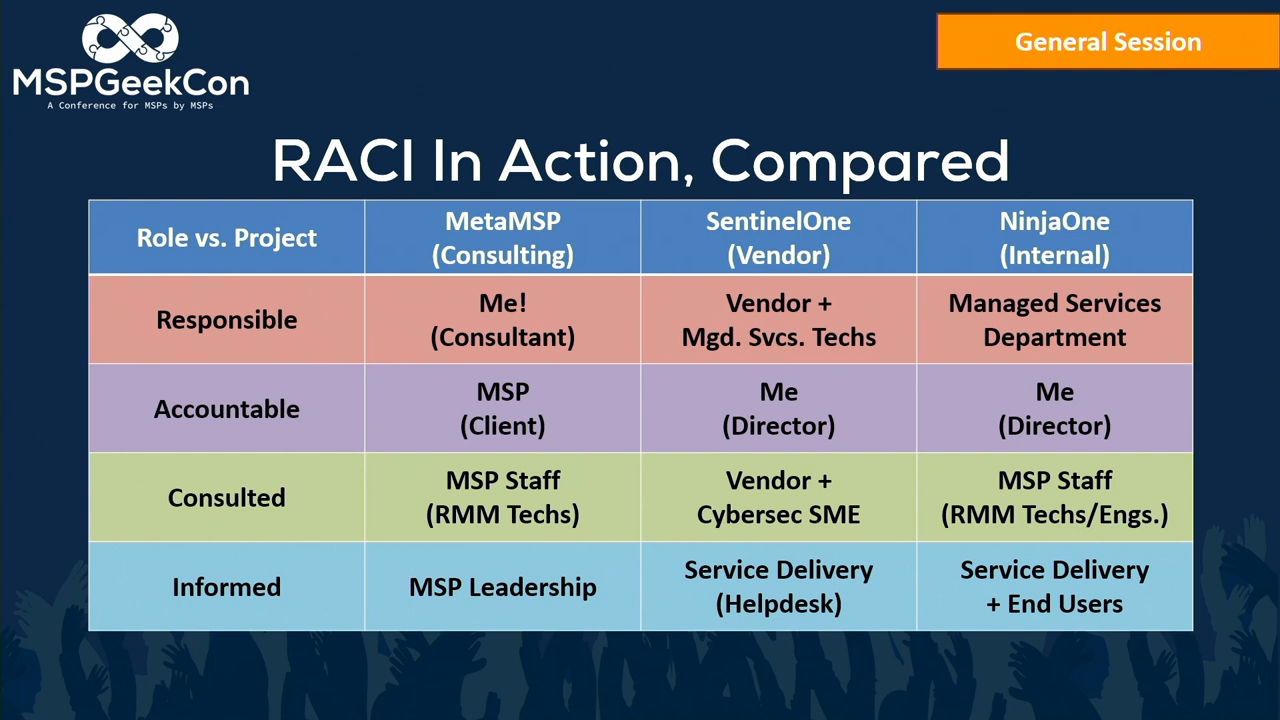 MSPGeekCon
A Conference for MSPs by MSPs
General Session
RACI In Action, Compared
Role vs. Project
MetaMSP
(Consulting)
SentinelOne
(Vendor)
NinjaOne
(Internal)
Responsible
Me!
(Consultant)
Vendor +
Mgd. Svcs. Techs
Managed Services
Department
Accountable
MSP
(Client)
Me
(Director)
Me
(Director)
Consulted
MSP Staff
(RMM Techs)
Vendor +
Cybersec SME
MSP Staff
(RMM Techs/Engs.)
Informed
MSP Leadership
Service Delivery
(Helpdesk)
Service Delivery
+ End Users